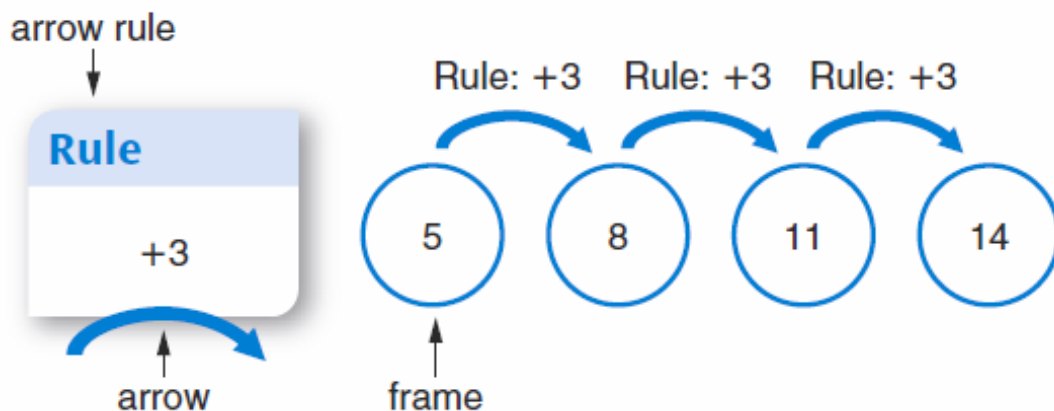 arrow rule
Rule
+3
arrow
Rule: +3 Rule: +3 Rule: +3
5 8 11 14
frame